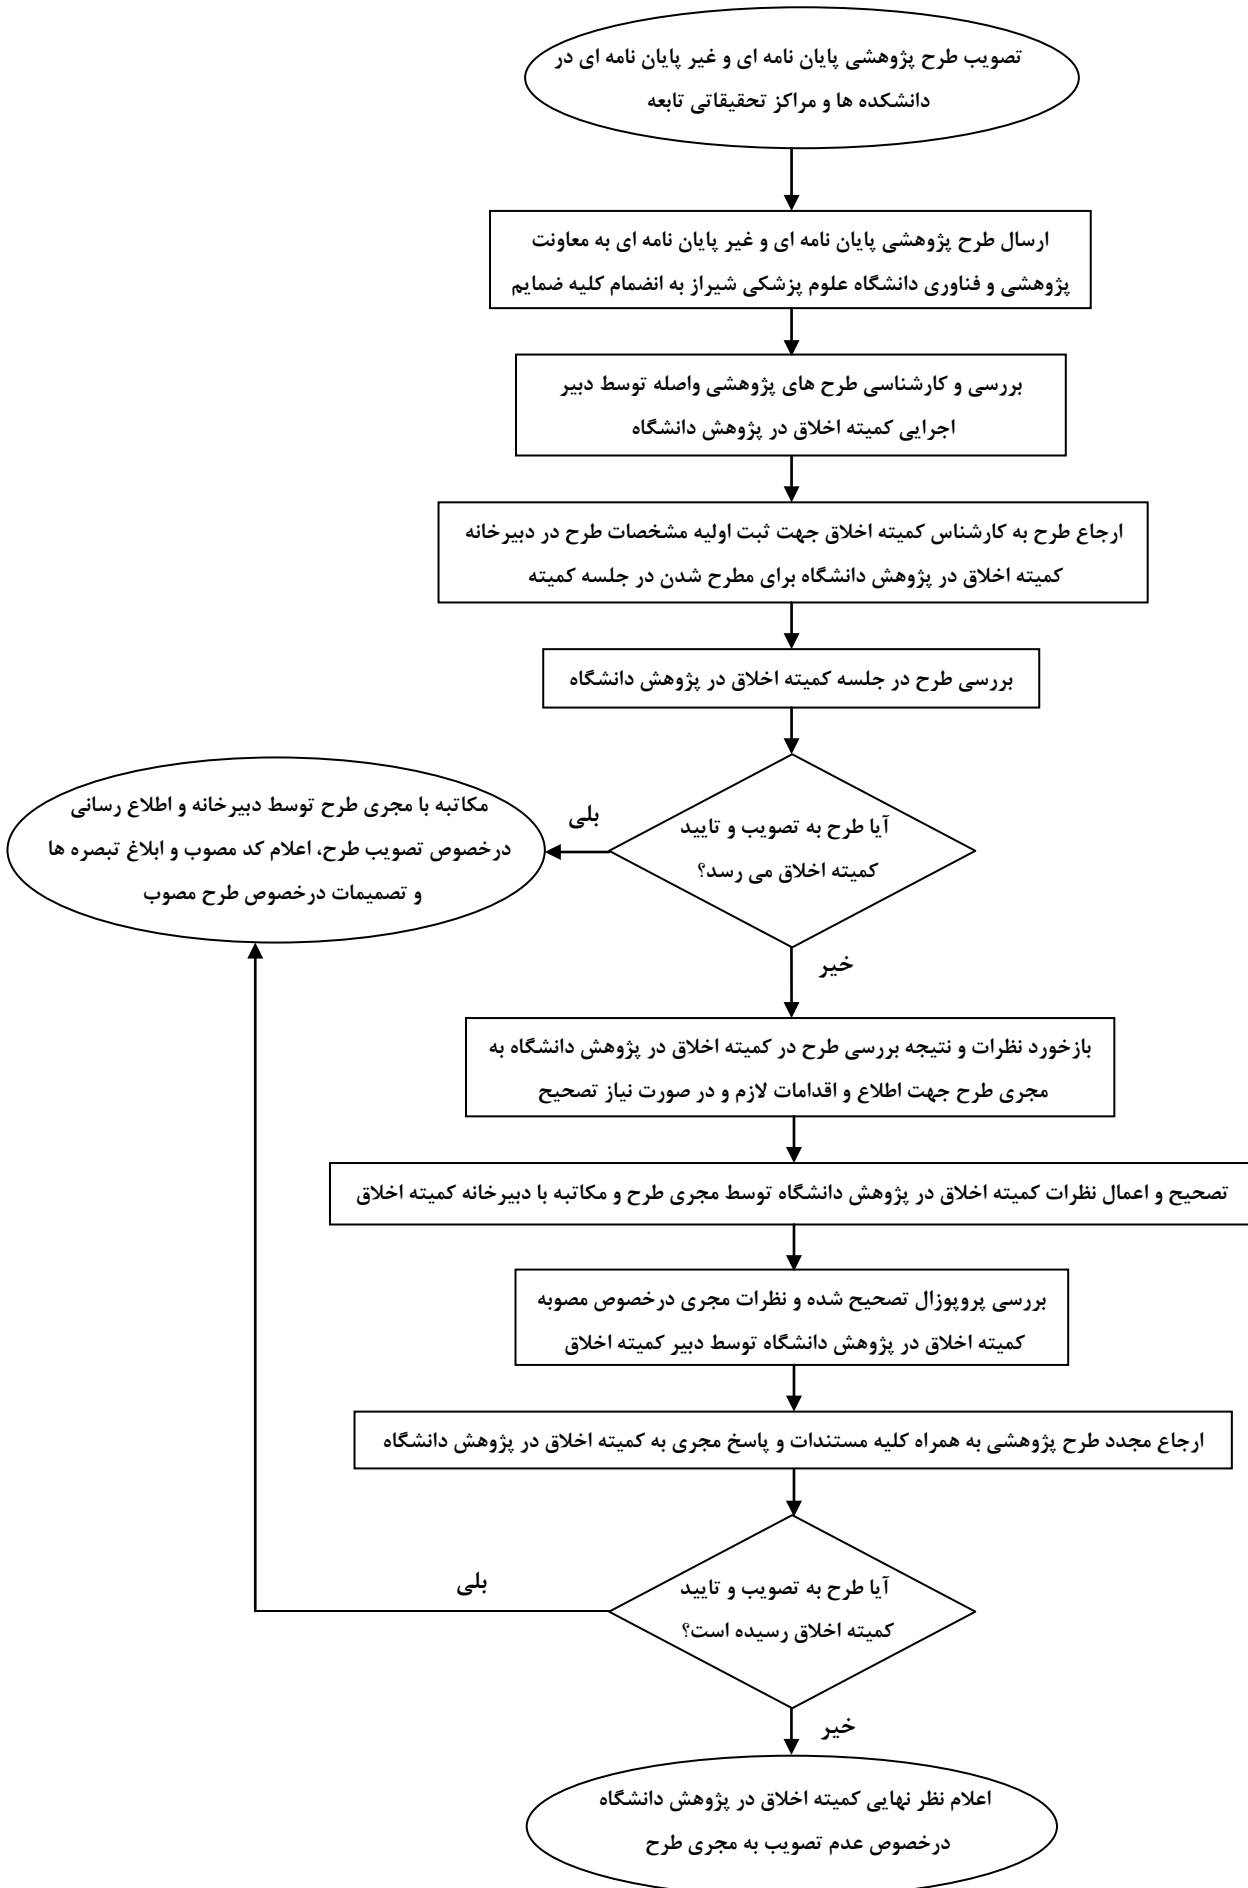 تصویب طرح پژوهشی پایان نامه ای و غیر پایان نامه ای در
دانشکده ها و مراکز تحقیقاتی تابعه
ارسال طرح پژوهشی پایان نامه ای و غیر پایان نامه ای به معاونت
پژوهشی و فناوری دانشگاه علوم پزشکی شیراز به انضمام کلیه ضمایم
بررسی و کارشناسی طرح های پژوهشی واصله توسط دبیر
اجرایی کمیته اخلاق در پژوهش دانشگاه
ارجاع طرح به کارشناس کمیته اخلاق جهت ثبت اولیه مشخصات طرح در دبیرخانه
کمیته اخلاق در پژوهش دانشگاه برای مطرح شدن در جلسه کمیته
بررسی طرح در جلسه کمیته اخلاق در پژوهش دانشگاه
آیا طرح به تصویب و تایید
کمیته اخلاق می رسد؟
بلی
مکاتبه با مجری طرح توسط دبیرخانه و اطلاع رسانی
درخصوص تصویب طرح، اعلام کد مصوب و ابلاغ تبصره ها
و تصمیمات درخصوص طرح مصوب
خیر
بازخورد نظرات و نتیجه بررسی طرح در کمیته اخلاق در پژوهش دانشگاه به
مجری طرح جهت اطلاع و اقدامات لازم و در صورت نیاز تصحیح
تصحیح و اعمال نظرات کمیته اخلاق در پژوهش دانشگاه توسط مجری طرح و مکاتبه با دبیرخانه کمیته اخلاق
بررسی پروپوزال تصحیح شده و نظرات مجری درخصوص مصوبه
کمیته اخلاق در پژوهش دانشگاه توسط دبیر کمیته اخلاق
ارجاع مجدد طرح پژوهشی به همراه کلیه مستندات و پاسخ مجری به کمیته اخلاق در پژوهش دانشگاه
آیا طرح به تصویب و تایید
کمیته اخلاق رسیده است؟
بلی
خیر
اعلام نظر نهایی کمیته اخلاق در پژوهش دانشگاه
درخصوص عدم تصویب به مجری طرح